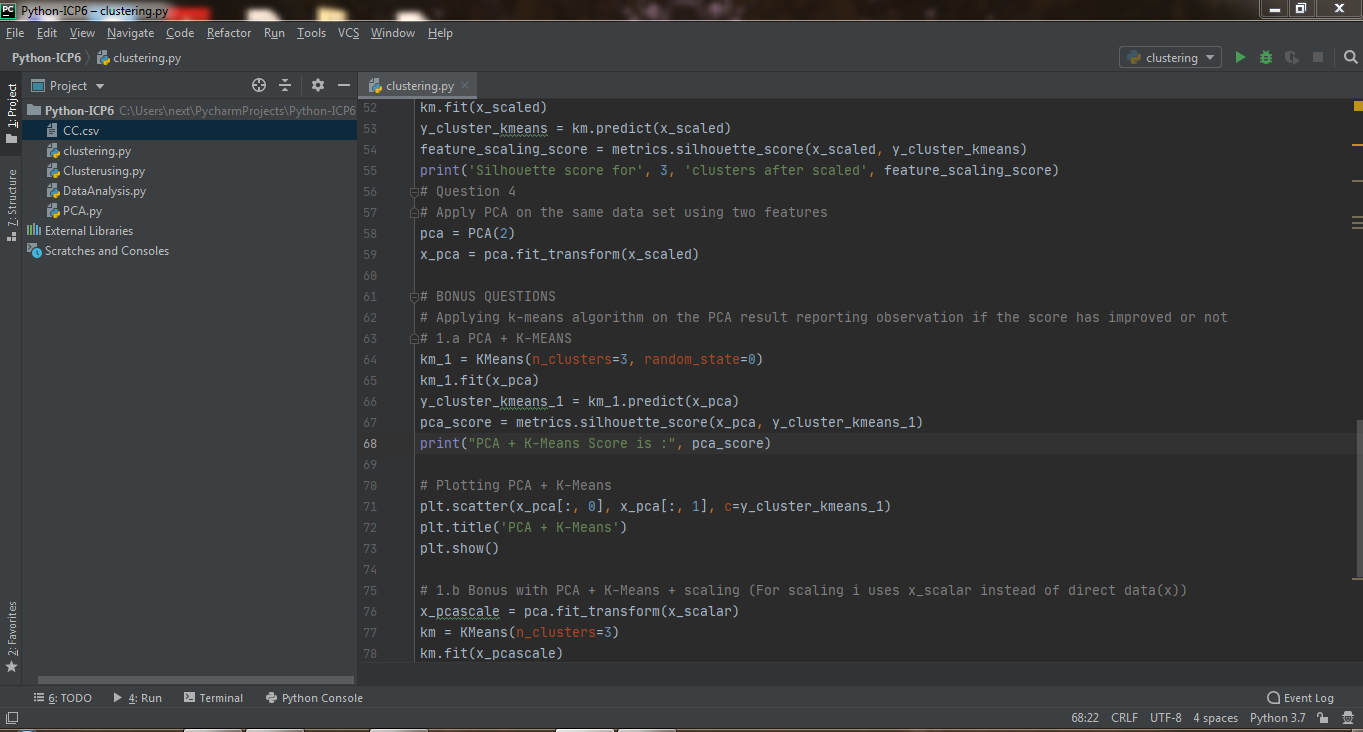 PC Python-ICP6 – clustering.py
File Edit View Navigate Code Refactor Run Tools VCS Window Help
Python-ICP6 clustering.py clustering
1: Project
7: Structure
2: Favorites
Project
Python-ICP6 C:\Users\next\PycharmProjects\Python-ICP6
CC.csv
clustering.py
Clusterusing.py
DataAnalysis.py
PCA.py
External Libraries
Scratches and Consoles
clustering.py
52 km.fit(x_scaled)
53 y_cluster_kmeans = km.predict(x_scaled)
54 feature_scaling_score = metrics.silhouette_score(x_scaled, y_cluster_kmeans)
55 print('Silhouette score for', 3, 'clusters after scaled', feature_scaling_score)
56 # Question 4
57 # Apply PCA on the same data set using two features
58 pca = PCA(2)
59 x_pca = pca.fit_transform(x_scaled)
60
61 # BONUS QUESTIONS
62 # Applying k-means algorithm on the PCA result reporting observation if the score has improved or not
63 # 1.a PCA + K-MEANS
64 km_1 = KMeans(n_clusters=3, random_state=0)
65 km_1.fit(x_pca)
66 y_cluster_kmeans_1 = km_1.predict(x_pca)
67 pca_score = metrics.silhouette_score(x_pca, y_cluster_kmeans_1)
68 print("PCA + K-Means Score is :", pca_score)
69
70 # Plotting PCA + K-Means
71 plt.scatter(x_pca[:, 0], x_pca[:, 1], c=y_cluster_kmeans_1)
72 plt.title('PCA + K-Means')
73 plt.show()
74
75 # 1.b Bonus with PCA + K-Means + scaling (For scaling i uses x_scalar instead of direct data(x))
76 x_pcascale = pca.fit_transform(x_scalar)
77 km = KMeans(n_clusters=3)
78 km.fit(x_pcascale)
6: TODO 4: Run Terminal Python Console Event Log
68:22 CRLF UTF-8 4 spaces Python 3.7